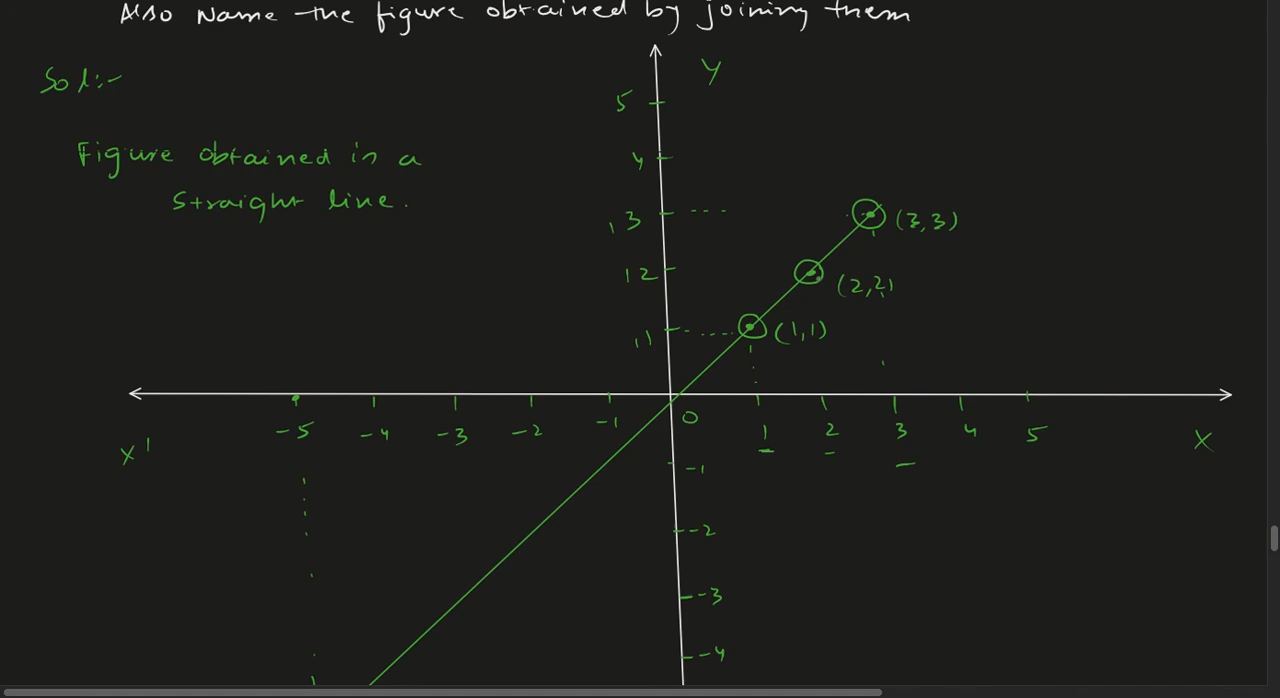 Also Name the figure obtained by joining them
Sol:-
Y
5
4
Figure obtained is a
straight line.
3
(3,3)
2
(2,2)
1
(1,1)
-5 -4 -3 -2 -1 0 1 2 3 4 5
X'
X
-1
-2
-3
-4